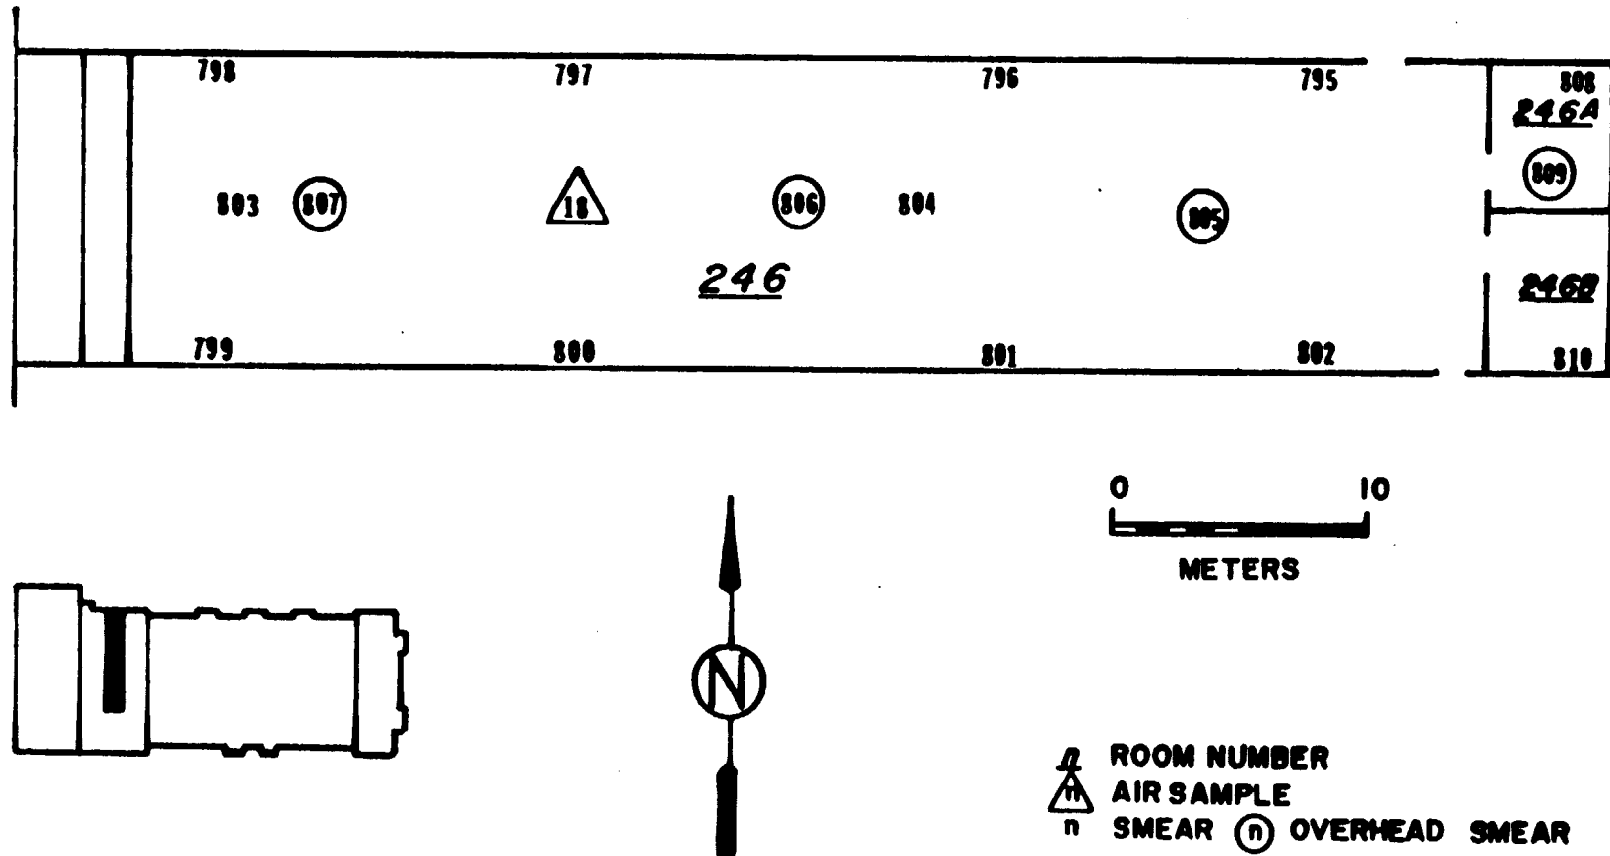 798 797 796 795 808
246A
803 807 18 806 804 805 809
246 246B
799 800 801 802 810
0 10
METERS
N
n ROOM NUMBER
n AIR SAMPLE
n SMEAR n OVERHEAD SMEAR